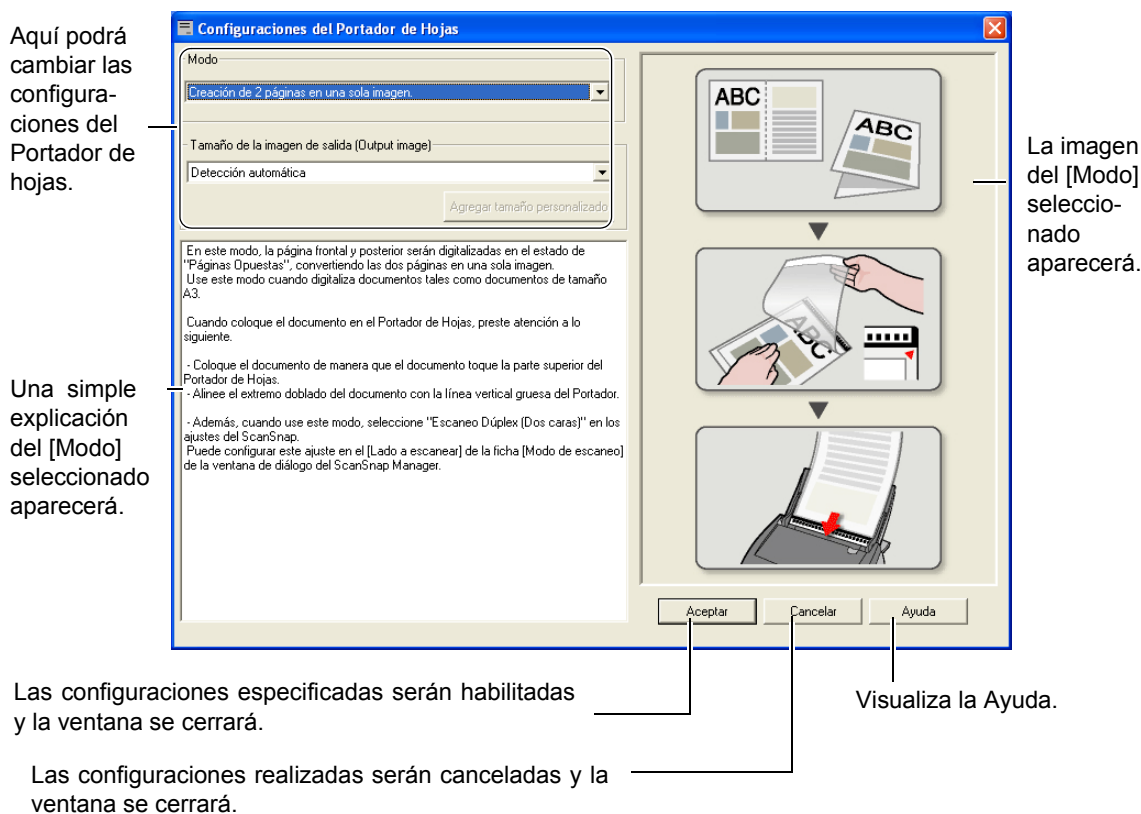 Aquí podrá
cambiar las
configura-
ciones del
Portador de
hojas.
Configuraciones del Portador de Hojas
Modo
Creación de 2 páginas en una sola imagen.
Tamaño de la imagen de salida (Output image)
Detección automática
Agregar tamaño personalizado
En este modo, la página frontal y posterior serán digitalizadas en el estado de
"Páginas Opuestas", convertiendo las dos páginas en una sola imagen.
Use este modo cuando digitaliza documentos tales como documentos de tamaño
A3.
Cuando coloque el documento en el Portador de Hojas, preste atención a lo
siguiente.
- Coloque el documento de manera que el documento toque la parte superior del
Portador de Hojas.
- Alinee el extremo doblado del documento con la líínea vertical gruesa del Portador.
- Además, cuando use este modo, seleccione "Escaneo Dúplex (Dos caras)" en los
ajustes del ScanSnap.
Puede configurar este ajuste en el [Lado a escanear] de la ficha [Modo de escaneo]
de la ventana de diálogo del ScanSnap Manager.
ABC
ABC
ABC
La imagen
del [Modo]
seleccio-
nado
aparecerá.
Una simple
explicación
del [Modo]
seleccionado
aparecerá.
Aceptar
Cancelar
Ayuda
Las configuraciones especificadas serán habilitadas
y la ventana se cerrará.
Visualiza la Ayuda.
Las configuraciones realizadas serán canceladas y la
ventana se cerrará.